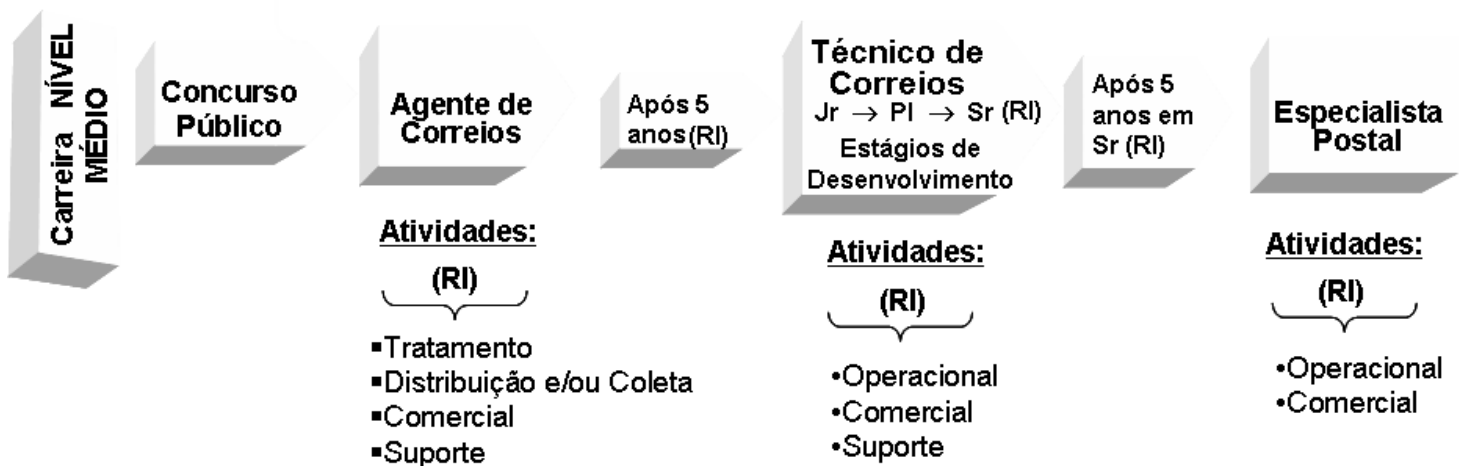 Carreira NÍVEL
MÉDIO
Concurso
Público
Agente de
Correios
Atividades:
(RI)
▪Tratamento
▪Distribuição e/ou Coleta
▪Comercial
▪Suporte
Após 5
anos (RI)
Técnico de
Correios
Jr → Pl → Sr (RI)
Estágios de
Desenvolvimento
Atividades:
(RI)
•Operacional
•Comercial
•Suporte
Após 5
anos em
Sr (RI)
Especialista
Postal
Atividades:
(RI)
•Operacional
•Comercial